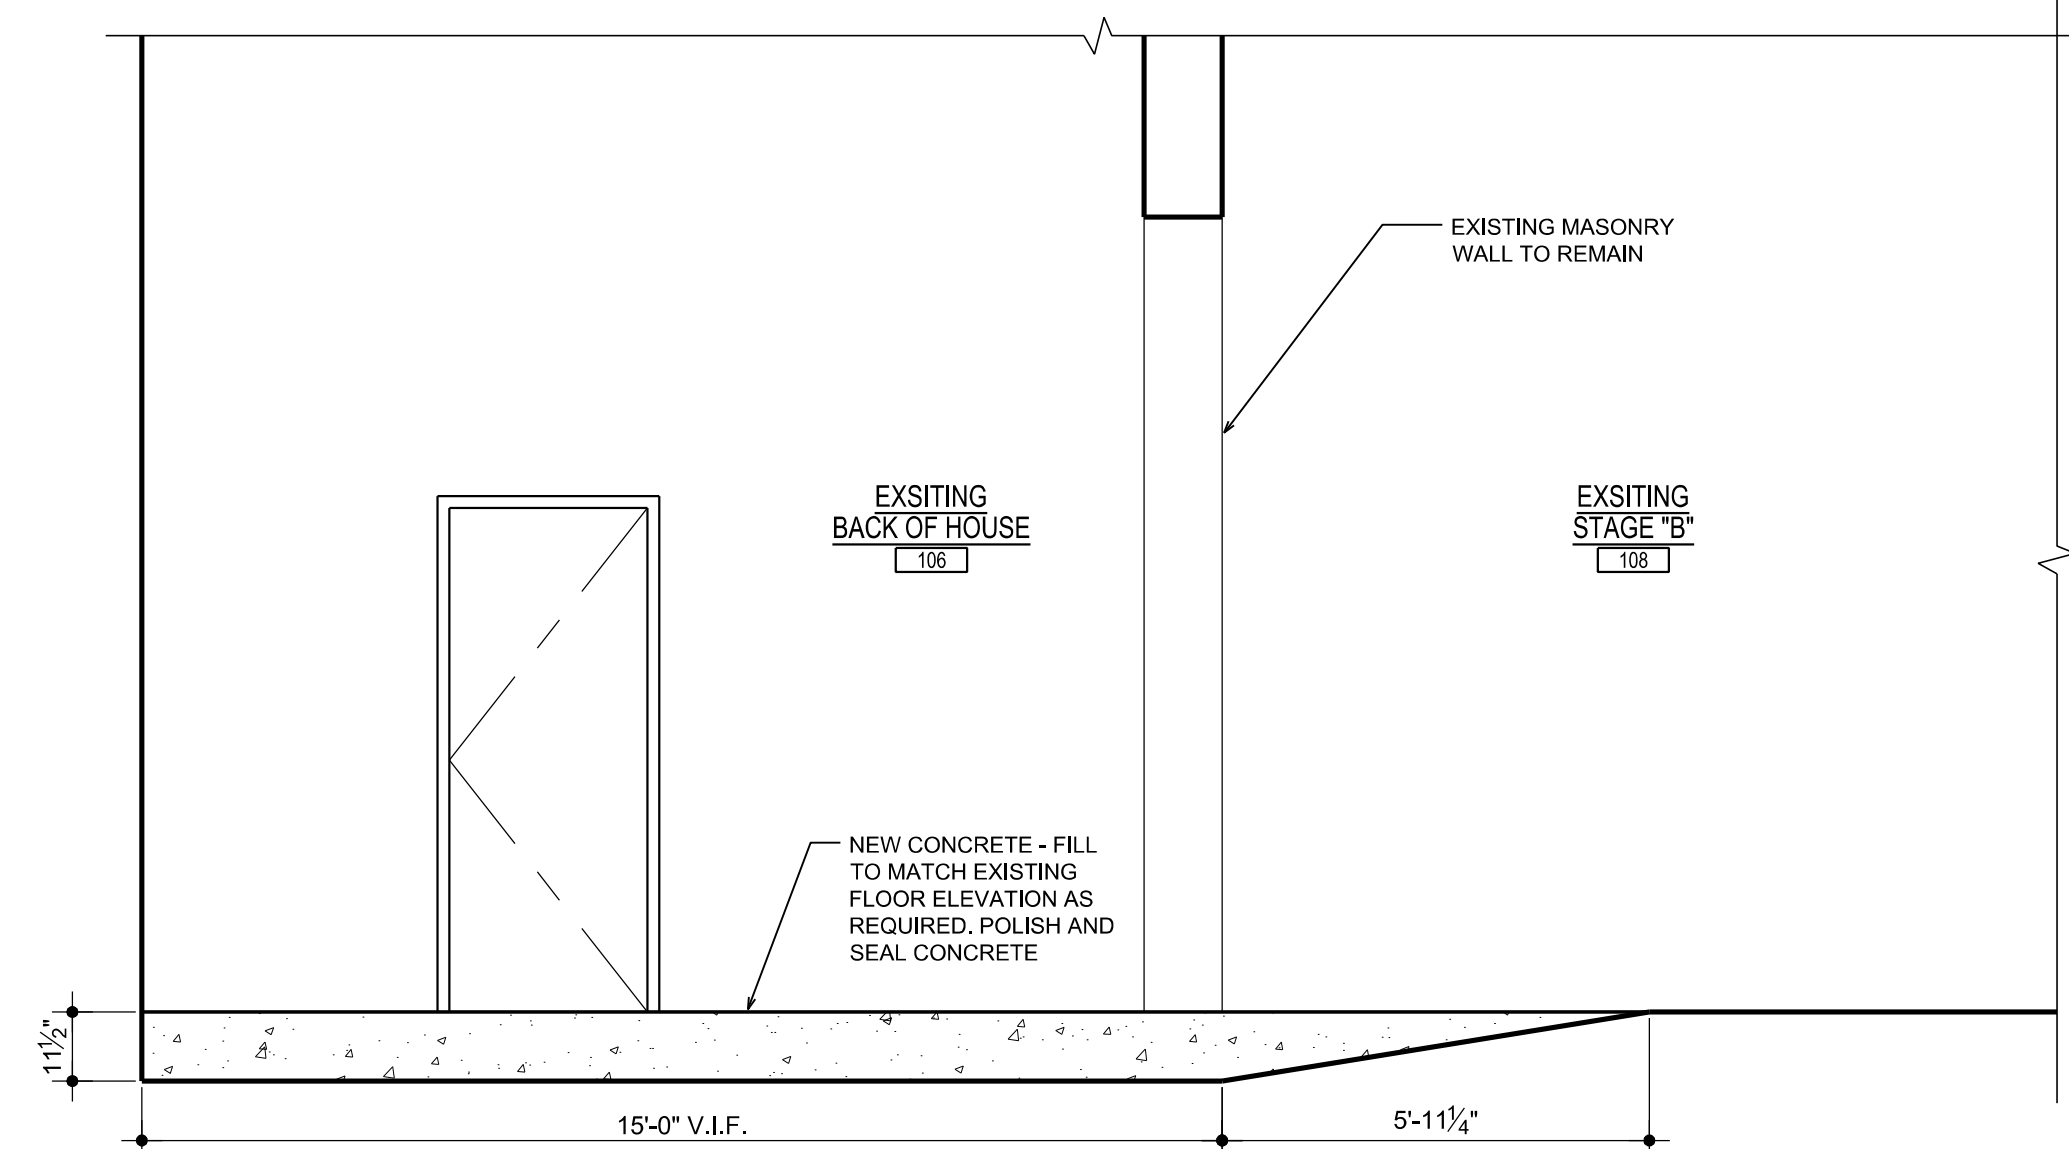 EXISTING MASONRY
WALL TO REMAIN
EXSITING
BACK OF HOUSE
106
EXSITING
STAGE "B"
108
NEW CONCRETE - FILL
TO MATCH EXISTING
FLOOR ELEVATION AS
REQUIRED. POLISH AND
SEAL CONCRETE
11½"
15'-0" V.I.F.
5'-11¼"